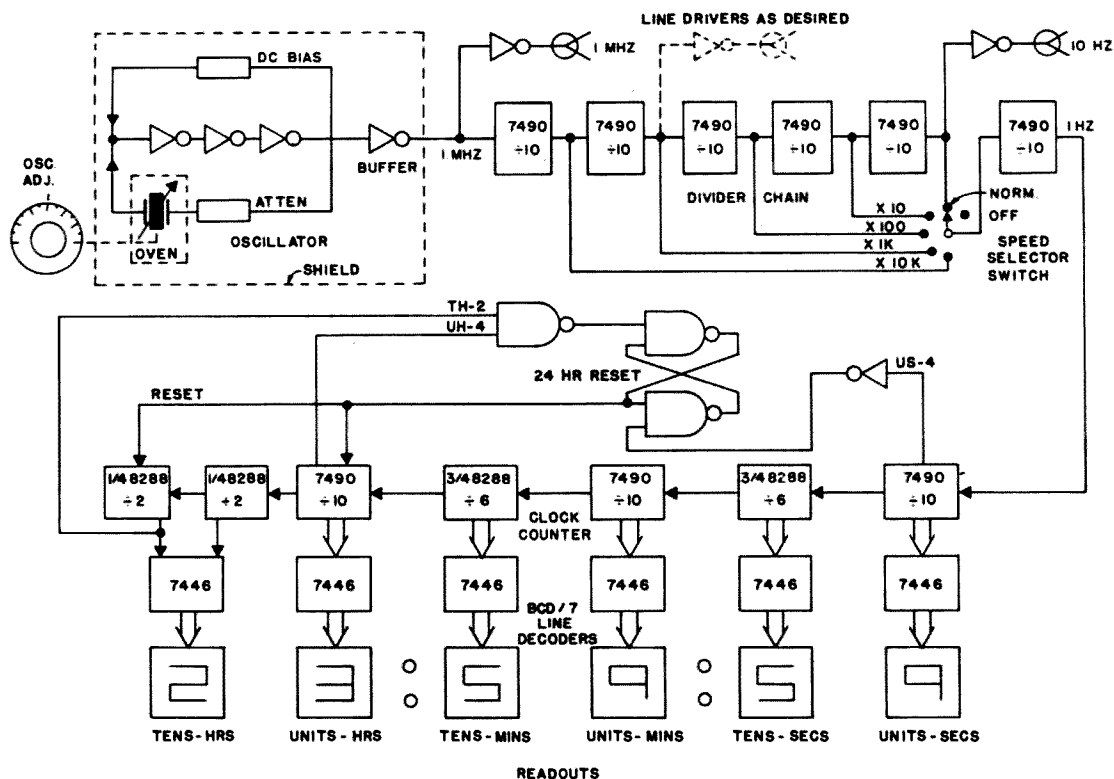 LINE DRIVERS AS DESIRED
DC BIAS
1 MHZ
10 HZ
7490
÷10
7490
÷10
7490
÷10
7490
÷10
7490
÷10
7490
÷10
1 HZ
BUFFER
1 MHZ
OSC.
ADJ.
ATTEN
OVEN
OSCILLATOR
SHIELD
DIVIDER CHAIN
NORM.
OFF
X 10
X 100
X 1K
X 10K
SPEED
SELECTOR
SWITCH
TH-2
UH-4
24 HR RESET
US-4
RESET
1/48288
÷2
1/48288
÷2
7490
÷10
3/48288
÷6
7490
÷10
3/48288
÷6
7490
÷10
CLOCK
COUNTER
7446
7446
7446
7446
7446
7446
BCD/7
LINE
DECODERS
2 3 : 5 9 : 5 9
TENS-HRS
UNITS-HRS
TENS-MINS
UNITS-MINS
TENS-SECS
UNITS-SECS
READOUTS